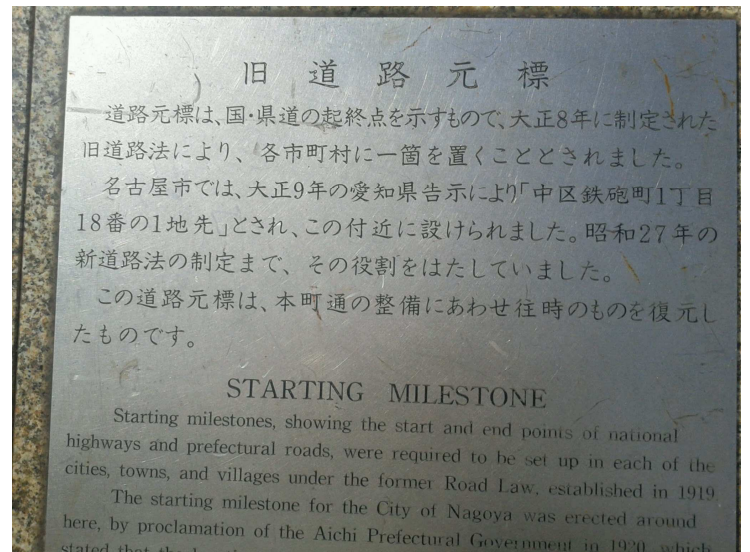 旧道路元標
道路元標は、国・県道の起終点を示すもので、大正8年に制定された
旧道路法により、各市町村に一箇を置くこととされました。
名古屋市では、大正9年の愛知県告示により「中区鉄砲町1丁目
18番の1地先」とされ、この付近に設けられました。昭和27年の
新道路法の制定まで、その役割をはたしていました。
この道路元標は、本町通の整備にあわせ往時のものを復元し
たものです。
STARTING MILESTONE
Starting milestones, showing the start and end points of national
highways and prefectural roads, were required to be set up in each of the
cities, towns, and villages under the former Road Law, established in 1919
The starting milestone for the City of Nagoya was erected around
here, by proclamation of the Aichi Prefectural Government in 1920, which
stated that the